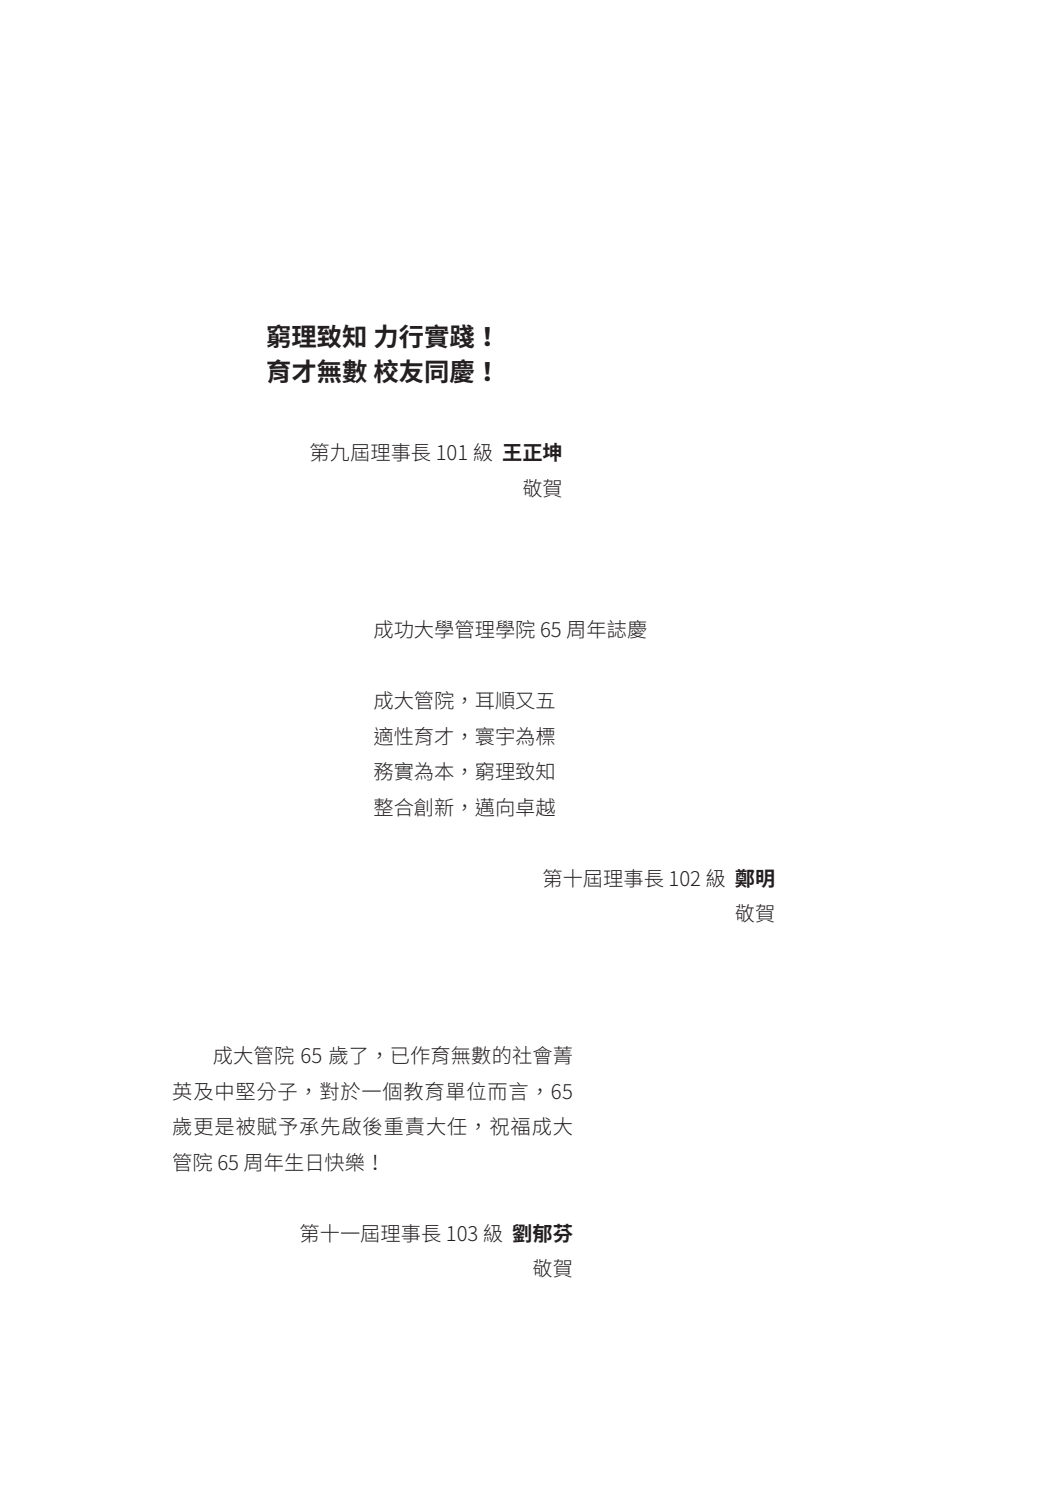 窮理致知 力行實踐！
育才無數 校友同慶！
第九屆理事長 101 級 王正坤
敬賀
成功大學管理學院 65 周年誌慶
成大管院，耳順又五
適性育才，寰宇為標
務實為本，窮理致知
整合創新，邁向卓越
第十屆理事長 102 級 鄭明
敬賀
成大管院 65 歲了，已作育無數的社會菁
英及中堅分子，對於一個教育單位而言，65
歲更是被賦予承先啟後重責大任，祝福成大
管院 65 周年生日快樂！
第十一屆理事長 103 級 劉郁芬
敬賀